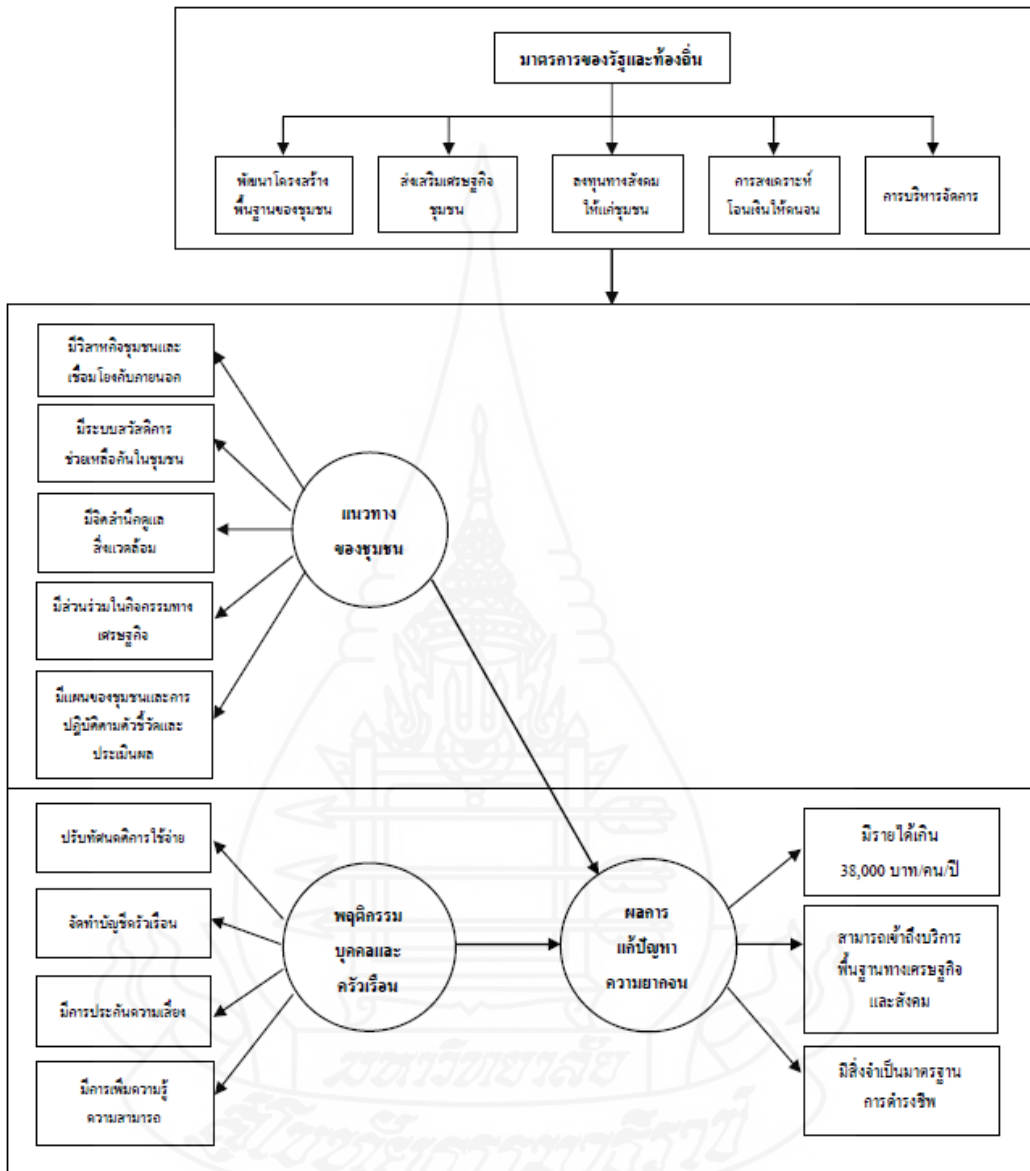 มาตรการของรัฐและท้องถิ่น
พัฒนาโครงสร้าง
พื้นฐานของชุมชน
ส่งเสริมเศรษฐกิจ
ชุมชน
ลงทุนทางสังคม
ให้แก่ชุมชน
การสงเคราะห์
โอนเงินให้คนจน
การบริหารจัดการ
มีวิสาหกิจชุมชนและ
เชื่อมโยงกับภายนอก
มีระบบสวัสดิการ
ช่วยเหลือกันในชุมชน
มีจิตสำนึกดูแล
สิ่งแวดล้อม
มีส่วนร่วมในกิจกรรมทาง
เศรษฐกิจ
มีแผนของชุมชนและการ
ปฏิบัติตามตัวชี้วัดและ
ประเมินผล
แนวทาง
ของชุมชน
ปรับทัศนคติการใช้จ่าย
จัดทำบัญชีครัวเรือน
มีการประกันความเสี่ยง
มีการเพิ่มความรู้
ความสามารถ
พฤติกรรม
บุคคลและ
ครัวเรือน
ผลการ
แก้ปัญหา
ความยากจน
มีรายได้เกิน
38,000 บาท/คน/ปี
สามารถเข้าถึงบริการ
พื้นฐานทางเศรษฐกิจ
และสังคม
มีสิ่งจำเป็นมาตรฐาน
การดำรงชีพ
มหาวิทยาลัย
สุโขทัยธรรมาธิราช